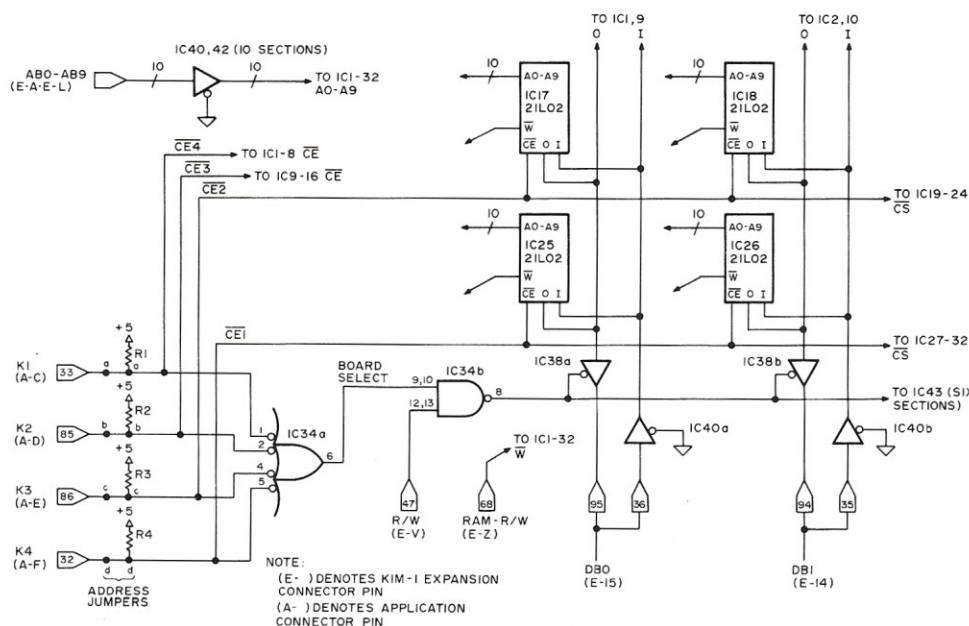 TO IC1,9
O I
TO IC2,10
O I
IC40,42 (10 SECTIONS)
AB0-AB9
(E-A-E-L)
10
10
TO IC1-32
A0-A9
10
A0-A9
IC17
21L02
W
CE O I
10
A0-A9
IC18
21L02
W
CE O I
CE4
TO IC1-8 CE
CE3
TO IC9-16 CE
CE2
TO IC19-24
CS
10
A0-A9
IC25
21L02
W
CE O I
10
A0-A9
IC26
21L02
W
CE O I
CE1
TO IC27-32
CS
+5
R1
K1
(A-C)
33
a
a
+5
R2
K2
(A-D)
85
b
b
+5
R3
K3
(A-E)
86
c
c
+5
R4
K4
(A-F)
32
d
d
ADDRESS
JUMPERS
1
2
4
5
IC34a
6
BOARD
SELECT
9,10
12,13
IC34b
8
IC38a
IC38b
TO IC43 (SIX
SECTIONS)
IC40a
IC40b
TO IC1-32
W
47
R/W
(E-V)
68
RAM-R/W
(E-Z)
95
36
DB0
(E-15)
94
35
DB1
(E-14)
NOTE:
(E- ) DENOTES KIM-1 EXPANSION
CONNECTOR PIN
(A- ) DENOTES APPLICATION
CONNECTOR PIN